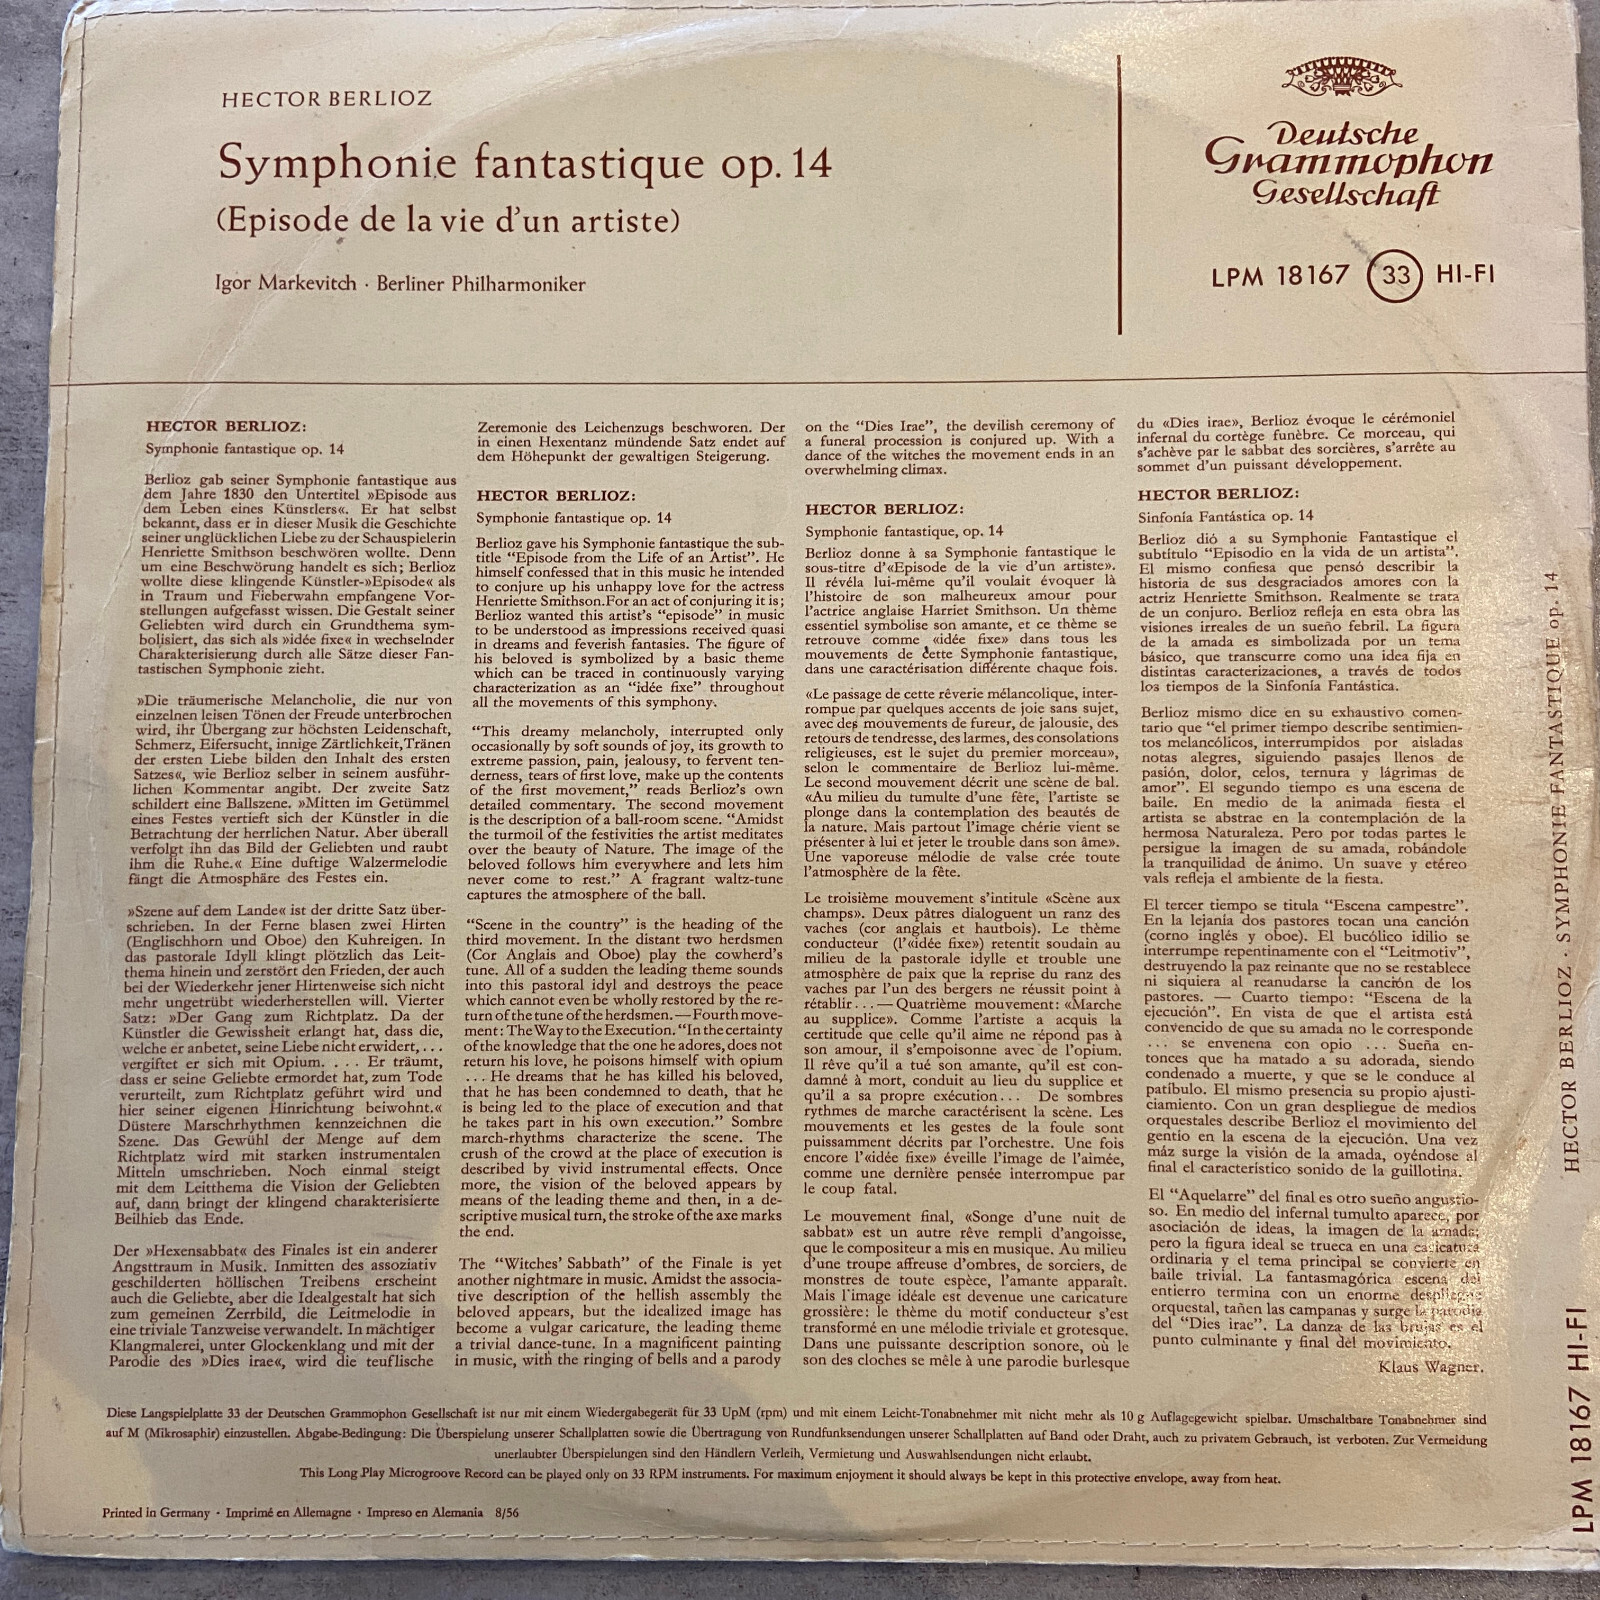 HECTOR BERLIOZ
Symphonie fantastique op. 14
(Episode de la vie d'un artiste)
Igor Markevitch · Berliner Philharmoniker
Deutsche
Grammophon
Gesellschaft
LPM 18167 33 HI-FI
HECTOR BERLIOZ:
Symphonie fantastique op. 14
Berlioz gab seiner Symphonie fantastique aus
dem Jahre 1830 den Untertitel »Episode aus
dem Leben eines Künstlers«. Er hat selbst
bekannt, dass er in dieser Musik die Geschichte
seiner unglücklichen Liebe zu der Schauspielerin
Henriette Smithson beschwören wollte. Denn
um eine Beschwörung handelt es sich; Berlioz
wollte diese klingende Künstler-»Episode« als
in Traum und Fieberwahn empfangene Vor-
stellungen aufgefasst wissen. Die Gestalt seiner
Geliebten wird durch ein Grundthema sym-
bolisiert, das sich als »idée fixe« in wechselnder
Charakterisierung durch alle Sätze dieser Fan-
tastischen Symphonie zieht.
»Die träumerische Melancholie, die nur von
einzelnen leisen Tönen der Freude unterbrochen
wird, ihr Übergang zur höchsten Leidenschaft,
Schmerz, Eifersucht, innige Zärtlichkeit,Tränen
der ersten Liebe bilden den Inhalt des ersten
Satzes«, wie Berlioz selber in seinem ausführ-
lichen Kommentar angibt. Der zweite Satz
schildert eine Ballszene. »Mitten im Getümmel
eines Festes vertieft sich der Künstler in die
Betrachtung der herrlichen Natur. Aber überall
verfolgt ihn das Bild der Geliebten und raubt
ihm die Ruhe.« Eine duftige Walzermelodie
fängt die Atmosphäre des Festes ein.
»Szene auf dem Lande« ist der dritte Satz über-
schrieben. In der Ferne blasen zwei Hirten
(Englischhorn und Oboe) den Kuhreigen. In
das pastorale Idyll klingt plötzlich das Leit-
thema hinein und zerstört den Frieden, der auch
bei der Wiederkehr jener Hirtenweise sich nicht
mehr ungetrübt wiederherstellen will. Vierter
Satz: »Der Gang zum Richtplatz. Da der
Künstler die Gewissheit erlangt hat, dass die,
welche er anbetet, seine Liebe nicht erwidert, . . .
vergiftet er sich mit Opium. . . . Er träumt,
dass er seine Geliebte ermordet hat, zum Tode
verurteilt, zum Richtplatz geführt wird und
hier seiner eigenen Hinrichtung beiwohnt.«
Düstere Marschrhythmen kennzeichnen die
Szene. Das Gewühl der Menge auf dem
Richtplatz wird mit starken instrumentalen
Mitteln umschrieben. Noch einmal steigt
mit dem Leitthema die Vision der Geliebten
auf, dann bringt der klingend charakterisierte
Beilhieb das Ende.
Der »Hexensabbat« des Finales ist ein anderer
Angsttraum in Musik. Inmitten des assoziativ
geschilderten höllischen Treibens erscheint
auch die Geliebte, aber die Idealgestalt hat sich
zum gemeinen Zerrbild, die Leitmelodie in
eine triviale Tanzweise verwandelt. In mächtiger
Klangmalerei, unter Glockenklang und mit der
Parodie des »Dies irae«, wird die teuflische
Zeremonie des Leichenzugs beschworen. Der
in einen Hexentanz mündende Satz endet auf
dem Höhepunkt der gewaltigen Steigerung.
HECTOR BERLIOZ:
Symphonie fantastique op. 14
Berlioz gave his Symphonie fantastique the sub-
title “Episode from the Life of an Artist”. He
himself confessed that in this music he intended
to conjure up his unhappy love for the actress
Henriette Smithson.For an act of conjuring it is;
Berlioz wanted this artist's “episode” in music
to be understood as impressions received quasi
in dreams and feverish fantasies. The figure of
his beloved is symbolized by a basic theme
which can be traced in continuously varying
characterization as an “idée fixe” throughout
all the movements of this symphony.
“This dreamy melancholy, interrupted only
occasionally by soft sounds of joy, its growth to
extreme passion, pain, jealousy, to fervent ten-
derness, tears of first love, make up the contents
of the first movement,” reads Berlioz's own
detailed commentary. The second movement
is the description of a ball-room scene. “Amidst
the turmoil of the festivities the artist meditates
over the beauty of Nature. The image of the
beloved follows him everywhere and lets him
never come to rest.” A fragrant waltz-tune
captures the atmosphere of the ball.
“Scene in the country” is the heading of the
third movement. In the distant two herdsmen
(Cor Anglais and Oboe) play the cowherd's
tune. All of a sudden the leading theme sounds
into this pastoral idyl and destroys the peace
which cannot even be wholly restored by the re-
turn of the tune of the herdsmen. — Fourth move-
ment: The Way to the Execution. “In the certainty
of the knowledge that the one he adores, does not
return his love, he poisons himself with opium
. . . He dreams that he has killed his beloved,
that he has been condemned to death, that he
is being led to the place of execution and that
he takes part in his own execution.” Sombre
march-rhythms characterize the scene. The
crush of the crowd at the place of execution is
described by vivid instrumental effects. Once
more, the vision of the beloved appears by
means of the leading theme and then, in a de-
scriptive musical turn, the stroke of the axe marks
the end.
The “Witches' Sabbath” of the Finale is yet
another nightmare in music. Amidst the associa-
tive description of the hellish assembly the
beloved appears, but the idealized image has
become a vulgar caricature, the leading theme
a trivial dance-tune. In a magnificent painting
in music, with the ringing of bells and a parody
on the “Dies Irae”, the devilish ceremony of
a funeral procession is conjured up. With a
dance of the witches the movement ends in an
overwhelming climax.
HECTOR BERLIOZ:
Symphonie fantastique, op. 14
Berlioz donne à sa Symphonie fantastique le
sous-titre d'«Episode de la vie d'un artiste».
Il révéla lui-même qu'il voulait évoquer là
l'histoire de son malheureux amour pour
l'actrice anglaise Harriet Smithson. Un thème
essentiel symbolise son amante, et ce thème se
retrouve comme «idée fixe» dans tous les
mouvements de cette Symphonie fantastique,
dans une caractérisation différente chaque fois.
«Le passage de cette rêverie mélancolique, inter-
rompue par quelques accents de joie sans sujet,
avec des mouvements de fureur, de jalousie, des
retours de tendresse, des larmes, des consolations
religieuses, est le sujet du premier morceau»,
selon le commentaire de Berlioz lui-même.
Le second mouvement décrit une scène de bal.
«Au milieu du tumulte d'une fête, l'artiste se
plonge dans la contemplation des beautés de
la nature. Mais partout l'image chérie vient se
présenter à lui et jeter le trouble dans son âme».
Une vaporeuse mélodie de valse crée toute
l'atmosphère de la fête.
Le troisième mouvement s'intitule «Scène aux
champs». Deux pâtres dialoguent un ranz des
vaches (cor anglais et hautbois). Le thème
conducteur (l'«idée fixe») retentit soudain au
milieu de la pastorale idylle et trouble une
atmosphère de paix que la reprise du ranz des
vaches par l'un des bergers ne réussit point à
rétablir . . . — Quatrième mouvement: «Marche
au supplice». Comme l'artiste a acquis la
certitude que celle qu'il aime ne répond pas à
son amour, il s'empoisonne avec de l'opium.
Il rêve qu'il a tué son amante, qu'il est con-
damné à mort, conduit au lieu du supplice et
qu'il a sa propre exécution . . . De sombres
rythmes de marche caractérisent la scène. Les
mouvements et les gestes de la foule sont
puissamment décrits par l'orchestre. Une fois
encore l'«idée fixe» éveille l'image de l'aimée,
comme une dernière pensée interrompue par
le coup fatal.
Le mouvement final, «Songe d'une nuit de
sabbat» est un autre rêve rempli d'angoisse,
que le compositeur a mis en musique. Au milieu
d'une troupe affreuse d'ombres, de sorciers, de
monstres de toute espèce, l'amante apparaît.
Mais l'image idéale est devenue une caricature
grossière: le thème du motif conducteur s'est
transformé en une mélodie triviale et grotesque.
Dans une puissante description sonore, où le
son des cloches se mêle à une parodie burlesque
du «Dies irae», Berlioz évoque le cérémoniel
infernal du cortège funèbre. Ce morceau, qui
s'achève par le sabbat des sorcières, s'arrête au
sommet d'un puissant développement.
HECTOR BERLIOZ:
Sinfonía Fantástica op. 14
Berlioz dió a su Symphonie Fantastique el
subtítulo “Episodio en la vida de un artista”.
El mismo confiesa que pensó describir la
historia de sus desgraciados amores con la
actriz Henriette Smithson. Realmente se trata
de un conjuro. Berlioz refleja en esta obra las
visiones irreales de un sueño febril. La figura
de la amada es simbolizada por un tema
básico, que transcurre como una idea fija en
distintas caracterizaciones, a través de todos
los tiempos de la Sinfonía Fantástica.
Berlioz mismo dice en su exhaustivo comen-
tario que “el primer tiempo describe sentimien-
tos melancólicos, interrumpidos por aisladas
notas alegres, siguiendo pasajes llenos de
pasión, dolor, celos, ternura y lágrimas de
amor”. El segundo tiempo es una escena de
baile. En medio de la animada fiesta el
artista se abstrae en la contemplación de la
hermosa Naturaleza. Pero por todas partes le
persigue la imagen de su amada, robándole
la tranquilidad de ánimo. Un suave y etéreo
vals refleja el ambiente de la fiesta.
El tercer tiempo se titula “Escena campestre”.
En la lejanía dos pastores tocan una canción
(corno inglés y oboe). El bucólico idilio se
interrumpe repentinamente con el “Leitmotiv”,
destruyendo la paz reinante que no se restablece
ni siquiera al reanudarse la canción de los
pastores. — Cuarto tiempo: “Escena de la
ejecución”. En vista de que el artista está
convencido de que su amada no le corresponde
. . . se envenena con opio . . . Sueña en-
tonces que ha matado a su adorada, siendo
condenado a muerte, y que se le conduce al
patíbulo. El mismo presencia su propio ajusti-
ciamiento. Con un gran despliegue de medios
orquestales describe Berlioz el movimiento del
gentio en la escena de la ejecución. Una vez
máz surge la visión de la amada, oyéndose al
final el característico sonido de la guillotina.
El “Aquelarre” del final es otro sueño angustio-
so. En medio del infernal tumulto aparece, por
asociación de ideas, la imagen de la amada;
pero la figura ideal se trueca en una caricatura
ordinaria y el tema principal se convierte en
baile trivial. La fantasmagórica escena del
entierro termina con un enorme despliegue
orquestal, tañen las campanas y surge la parodia
del “Dies irae”. La danza de las brujas es el
punto culminante y final del movimiento.
Klaus Wagner.
Diese Langspielplatte 33 der Deutschen Grammophon Gesellschaft ist nur mit einem Wiedergabegerät für 33 UpM (rpm) und mit einem Leicht-Tonabnehmer mit nicht mehr als 10 g Auflagegewicht spielbar. Umschaltbare Tonabnehmer sind
auf M (Mikrosaphir) einzustellen. Abgabe-Bedingung: Die Überspielung unserer Schallplatten sowie die Übertragung von Rundfunksendungen unserer Schallplatten auf Band oder Draht, auch zu privatem Gebrauch, ist verboten. Zur Vermeidung
unerlaubter Überspielungen sind den Händlern Verleih, Vermietung und Auswahlsendungen nicht erlaubt.
This Long Play Microgroove Record can be played only on 33 RPM instruments. For maximum enjoyment it should always be kept in this protective envelope, away from heat.
Printed in Germany · Imprimé en Allemagne · Impreso en Alemania 8/56
HECTOR BERLIOZ · SYMPHONIE FANTASTIQUE op. 14
LPM 18167 HI-FI